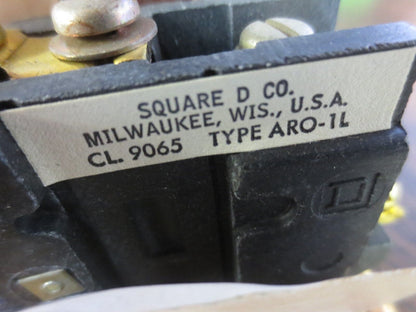 SQUARE D CO.
MILWAUKEE, WIS., U.S.A.
CL. 9065 TYPE ARO-1L